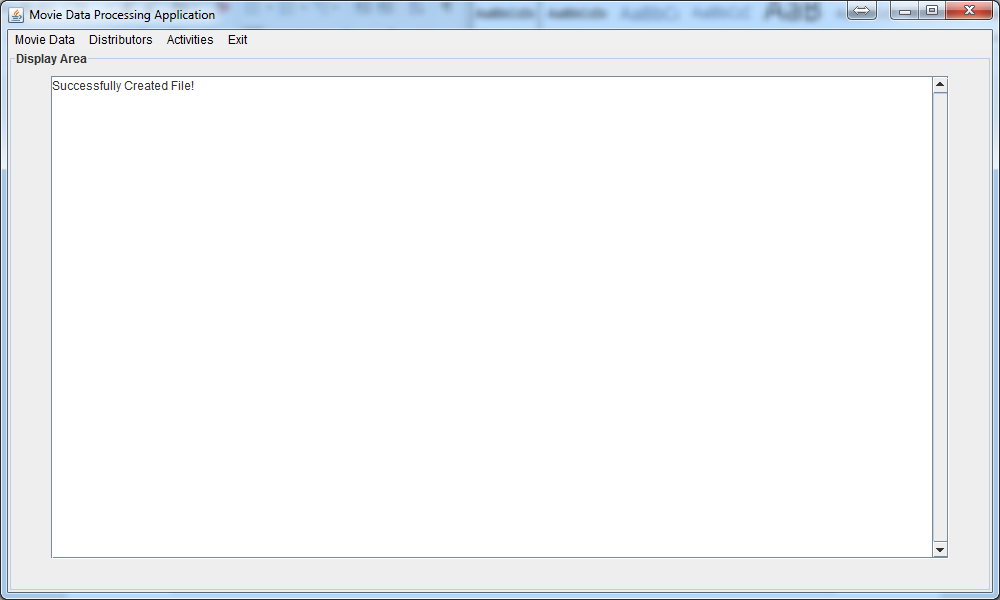 Movie Data Processing Application
Movie Data Distributors Activities Exit
Display Area
Successfully Created File!